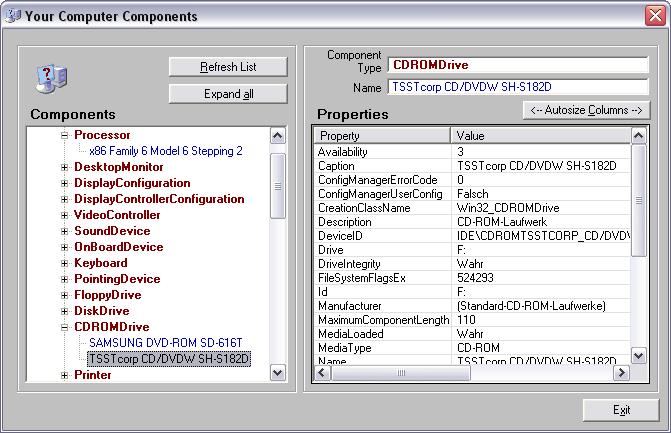 Your Computer Components
Refresh List
Expand all
Components
Processor
x86 Family 6 Model 6 Stepping 2
DesktopMonitor
DisplayConfiguration
DisplayControllerConfiguration
VideoController
SoundDevice
OnBoardDevice
Keyboard
PointingDevice
FloppyDrive
DiskDrive
CDROMDrive
SAMSUNG DVD-ROM SD-616T
TSSTcorp CD/DVDW SH-S182D
Printer
Component Type CDROMDrive
Name TSSTcorp CD/DVDW SH-S182D
Properties
<-- Autosize Columns -->
Property Value
Availability 3
Caption TSSTcorp CD/DVDW SH-S182D
ConfigManagerErrorCode 0
ConfigManagerUserConfig Falsch
CreationClassName Win32_CDROMDrive
Description CD-ROM-Laufwerk
DeviceID IDE\CDROMTSSTCORP_CD/DVDW
Drive F:
DriveIntegrity Wahr
FileSystemFlagsEx 524293
Id F:
Manufacturer (Standard-CD-ROM-Laufwerke)
MaximumComponentLength 110
MediaLoaded Wahr
MediaType CD-ROM
Name TSSTcorp CD/DVDW SH-S182D
Exit